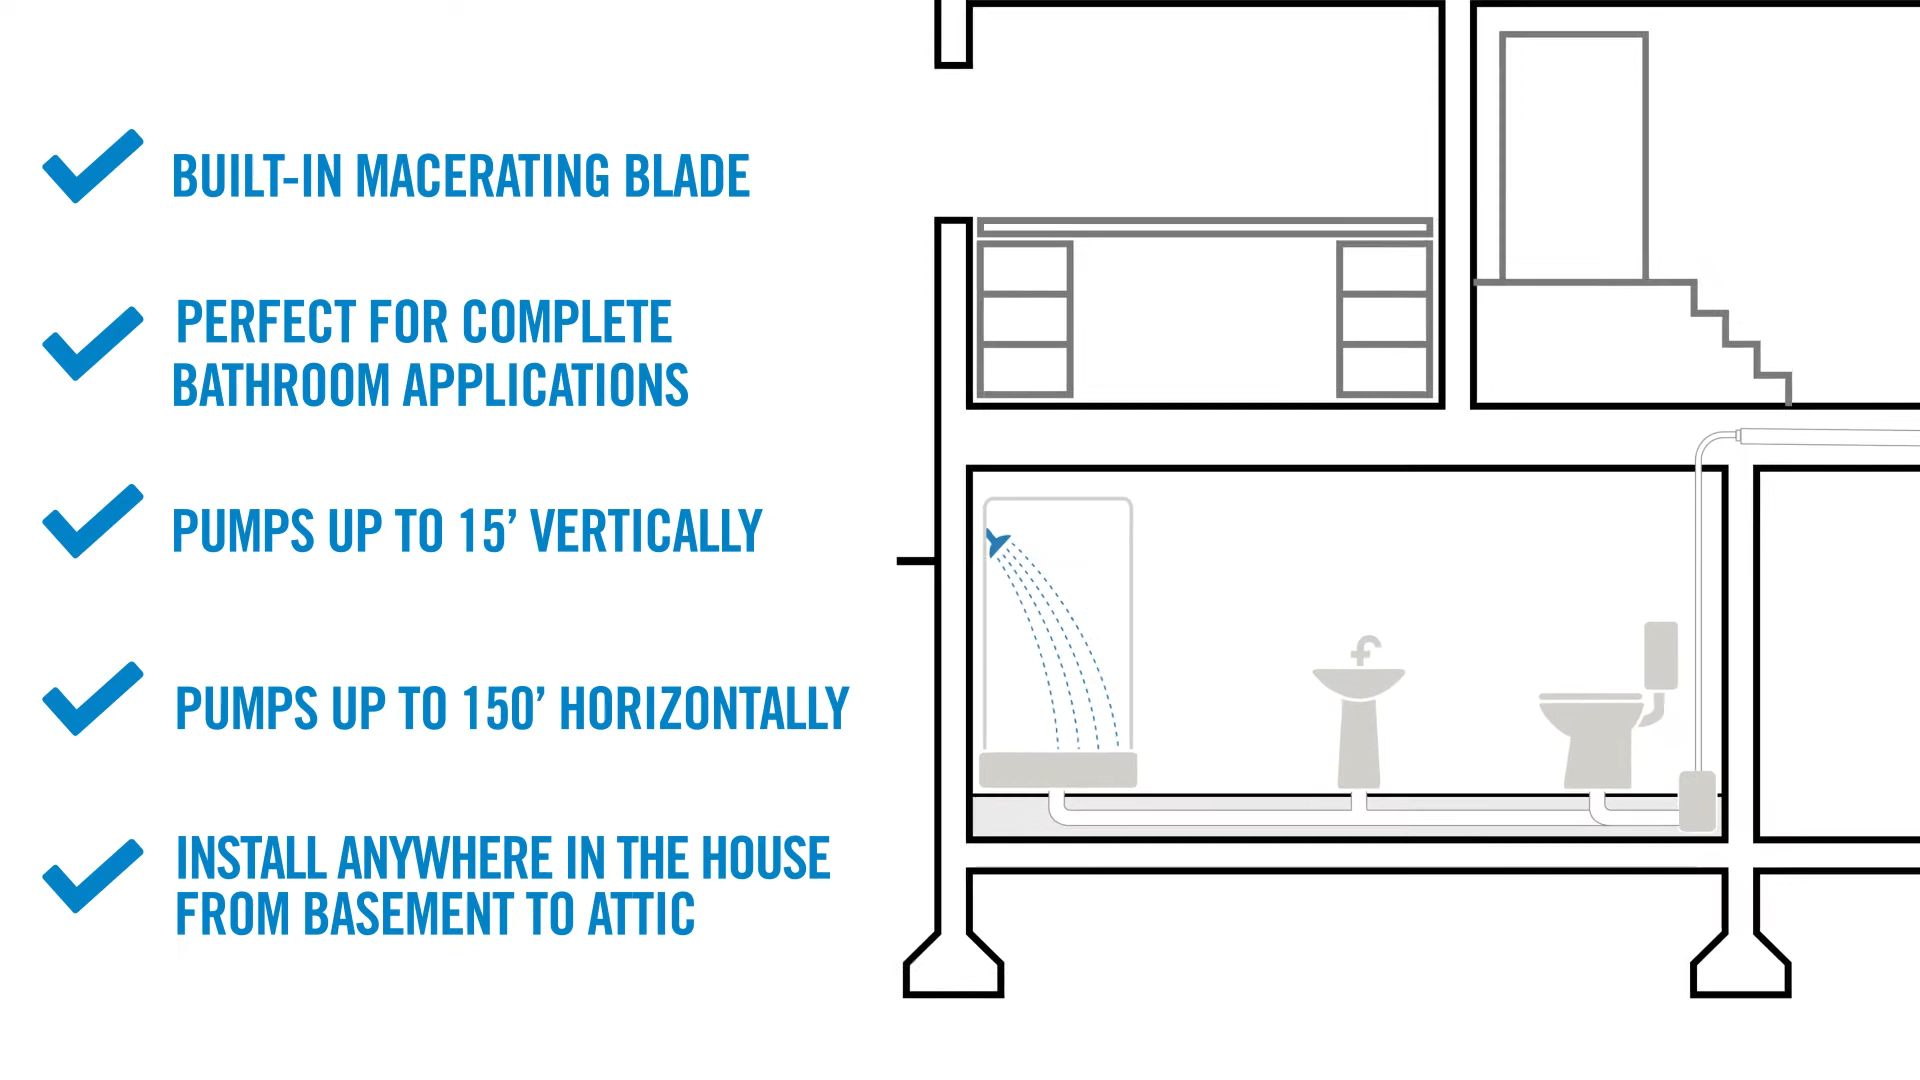 BUILT-IN MACERATING BLADE
PERFECT FOR COMPLETE
BATHROOM APPLICATIONS
PUMPS UP TO 15’ VERTICALLY
PUMPS UP TO 150’ HORIZONTALLY
INSTALL ANYWHERE IN THE HOUSE
FROM BASEMENT TO ATTIC